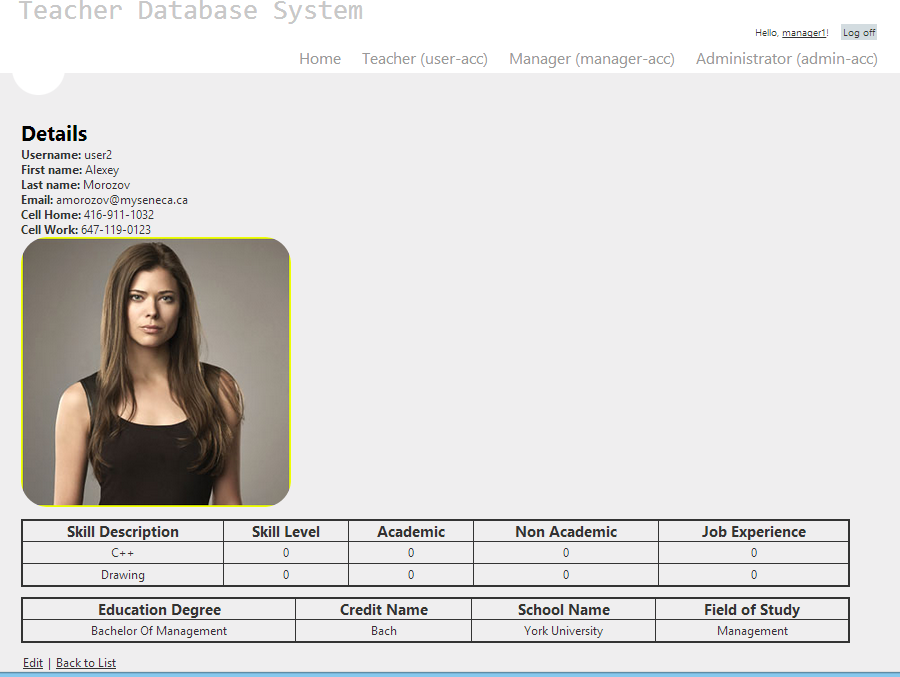 Teacher Database System
Hello, manager1! Log off
Home Teacher (user-acc) Manager (manager-acc) Administrator (admin-acc)
Details
Username: user2
First name: Alexey
Last name: Morozov
Email: amorozov@myseneca.ca
Cell Home: 416-911-1032
Cell Work: 647-119-0123
Skill Description Skill Level Academic Non Academic Job Experience
C++ 0 0 0 0
Drawing 0 0 0 0
Education Degree Credit Name School Name Field of Study
Bachelor Of Management Bach York University Management
Edit | Back to List